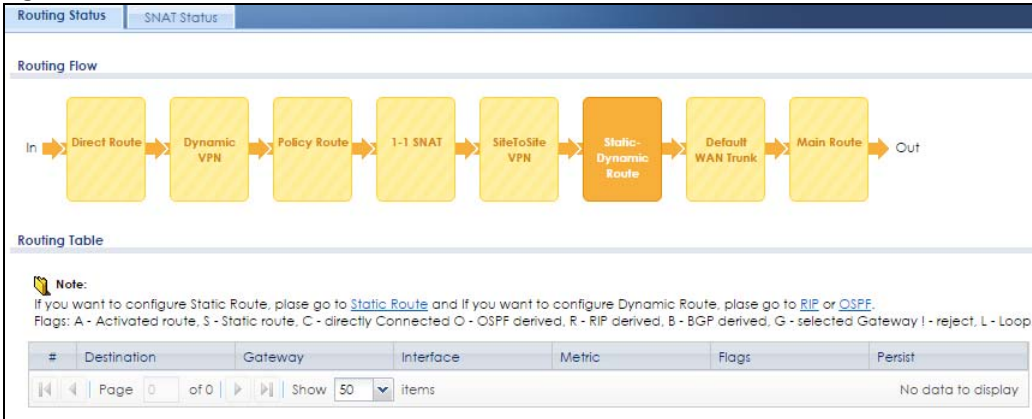 Routing Status
SNAT Status
Routing Flow
In
Direct Route
Dynamic
VPN
Policy Route
1-1 SNAT
SiteToSite
VPN
Static-
Dynamic
Route
Default
WAN Trunk
Main Route
Out
Routing Table
Note:
If you want to configure Static Route, plase go to Static Route and If you want to configure Dynamic Route, plase go to RIP or OSPF.
Flags: A - Activated route, S - Static route, C - directly Connected O - OSPF derived, R - RIP derived, B - BGP derived, G - selected Gateway ! - reject, L - Loop
# Destination Gateway Interface Metric Flags Persist
Page 0 of 0 Show 50 items No data to display